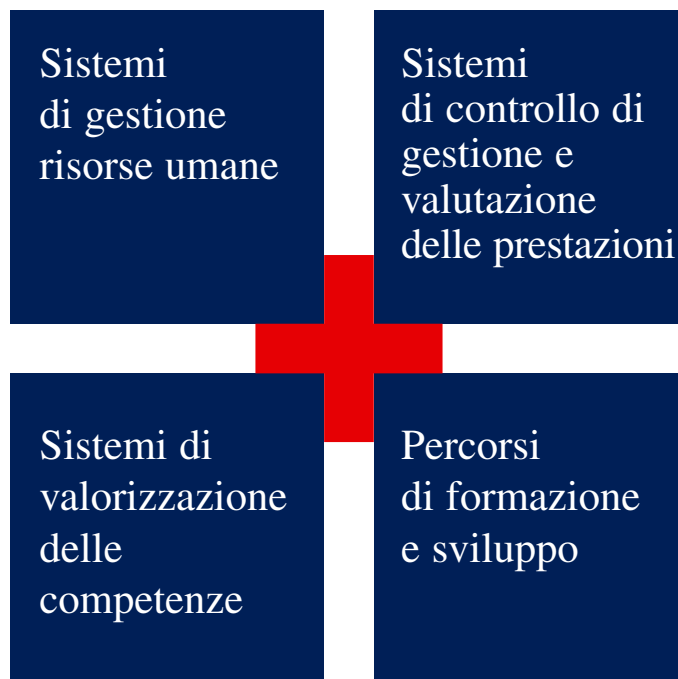 Sistemi
di gestione
risorse umane
Sistemi
di controllo di
gestione e
valutazione
delle prestazioni
Sistemi di
valorizzazione
delle
competenze
Percorsi
di formazione
e sviluppo